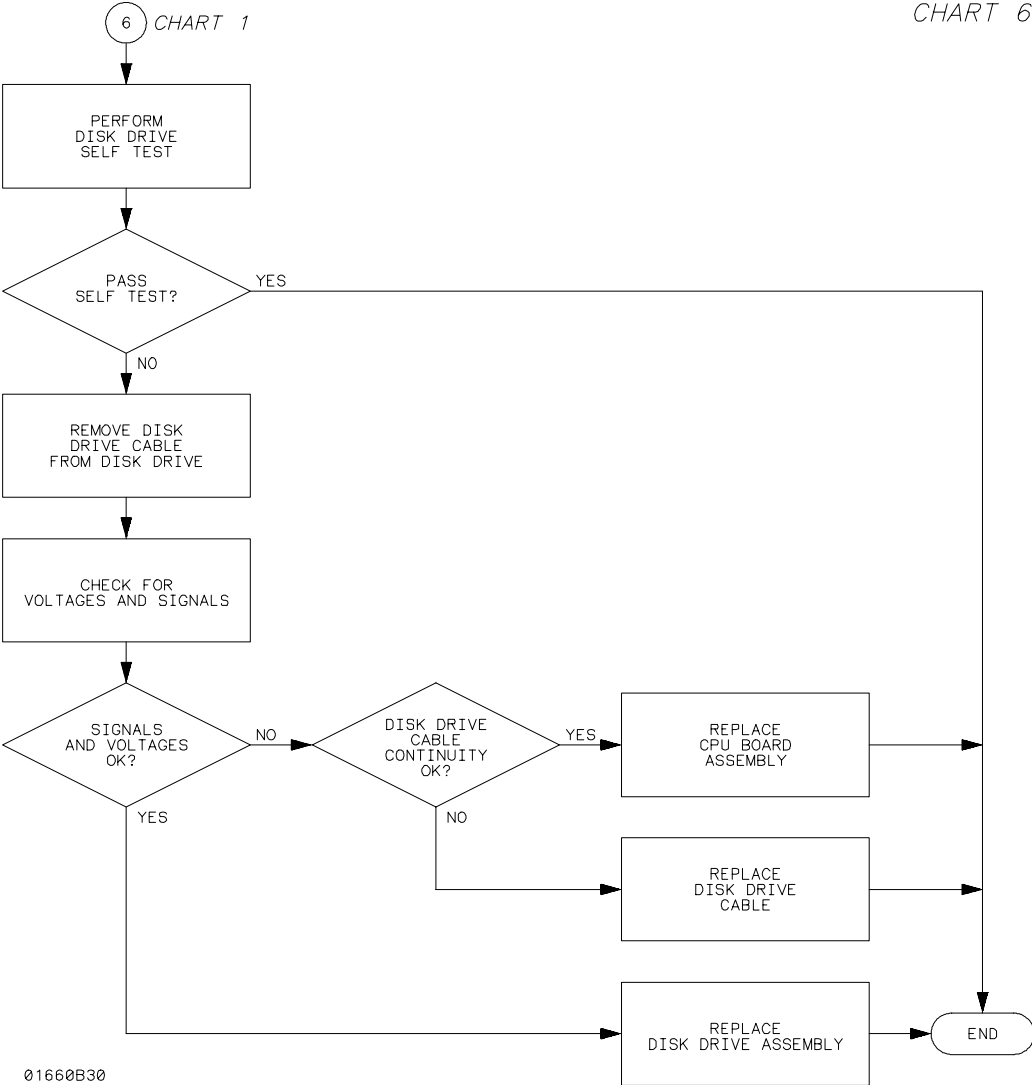 6 CHART 1
CHART 6
PERFORM
DISK DRIVE
SELF TEST
PASS
SELF TEST?
YES
NO
REMOVE DISK
DRIVE CABLE
FROM DISK DRIVE
CHECK FOR
VOLTAGES AND SIGNALS
SIGNALS
AND VOLTAGES
OK?
NO
YES
DISK DRIVE
CABLE
CONTINUITY
OK?
YES
NO
REPLACE
CPU BOARD
ASSEMBLY
REPLACE
DISK DRIVE
CABLE
REPLACE
DISK DRIVE ASSEMBLY
END
01660B30